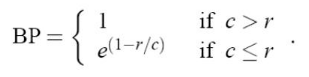 BP = { 1 if c > r
e^(1−r/c) if c ≤ r .